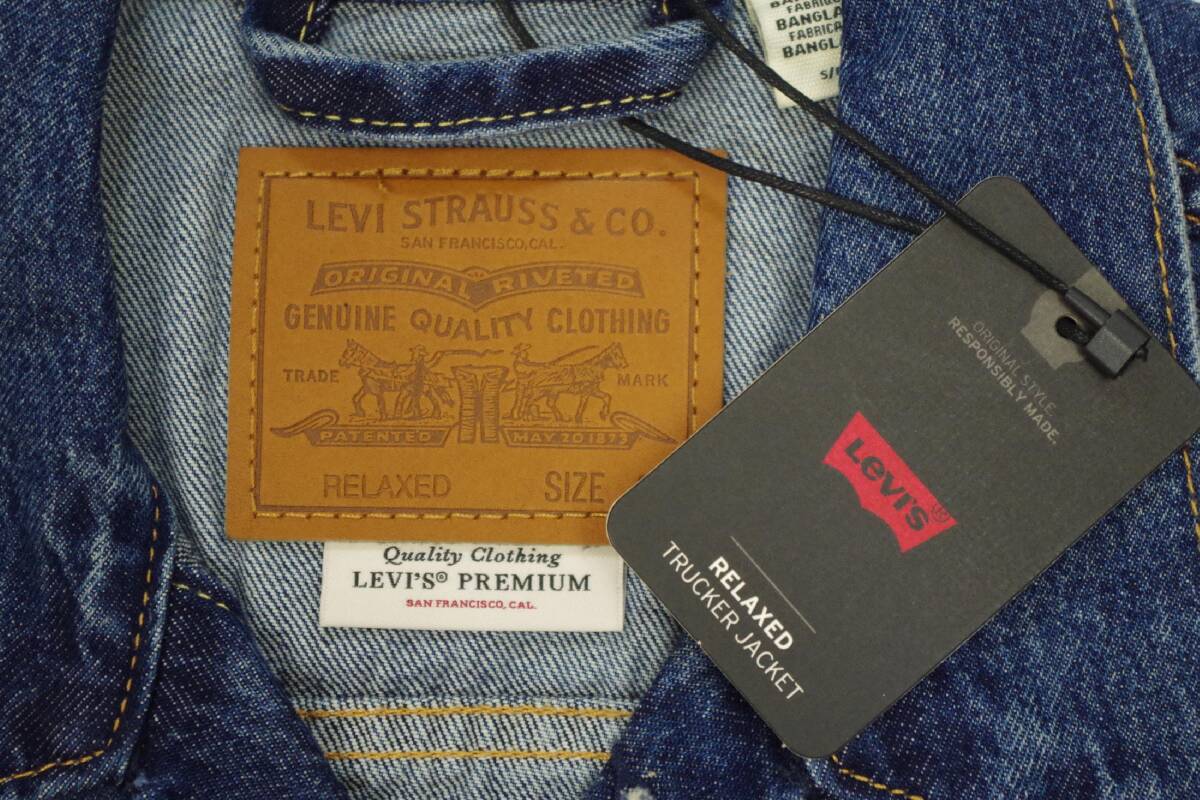 LEVI STRAUSS & CO.
SAN FRANCISCO, CAL.
ORIGINAL RIVETED
GENUINE QUALITY CLOTHING
TRADE MARK
PATENTED MAY 20 1873
RELAXED SIZE
Quality Clothing
LEVI'S® PREMIUM
SAN FRANCISCO, CAL.
BANGLA
FABRICA
BANGL
ORIGINAL STYLE.
RESPONSIBLY MADE.
Levi's®
RELAXED
TRUCKER JACKET